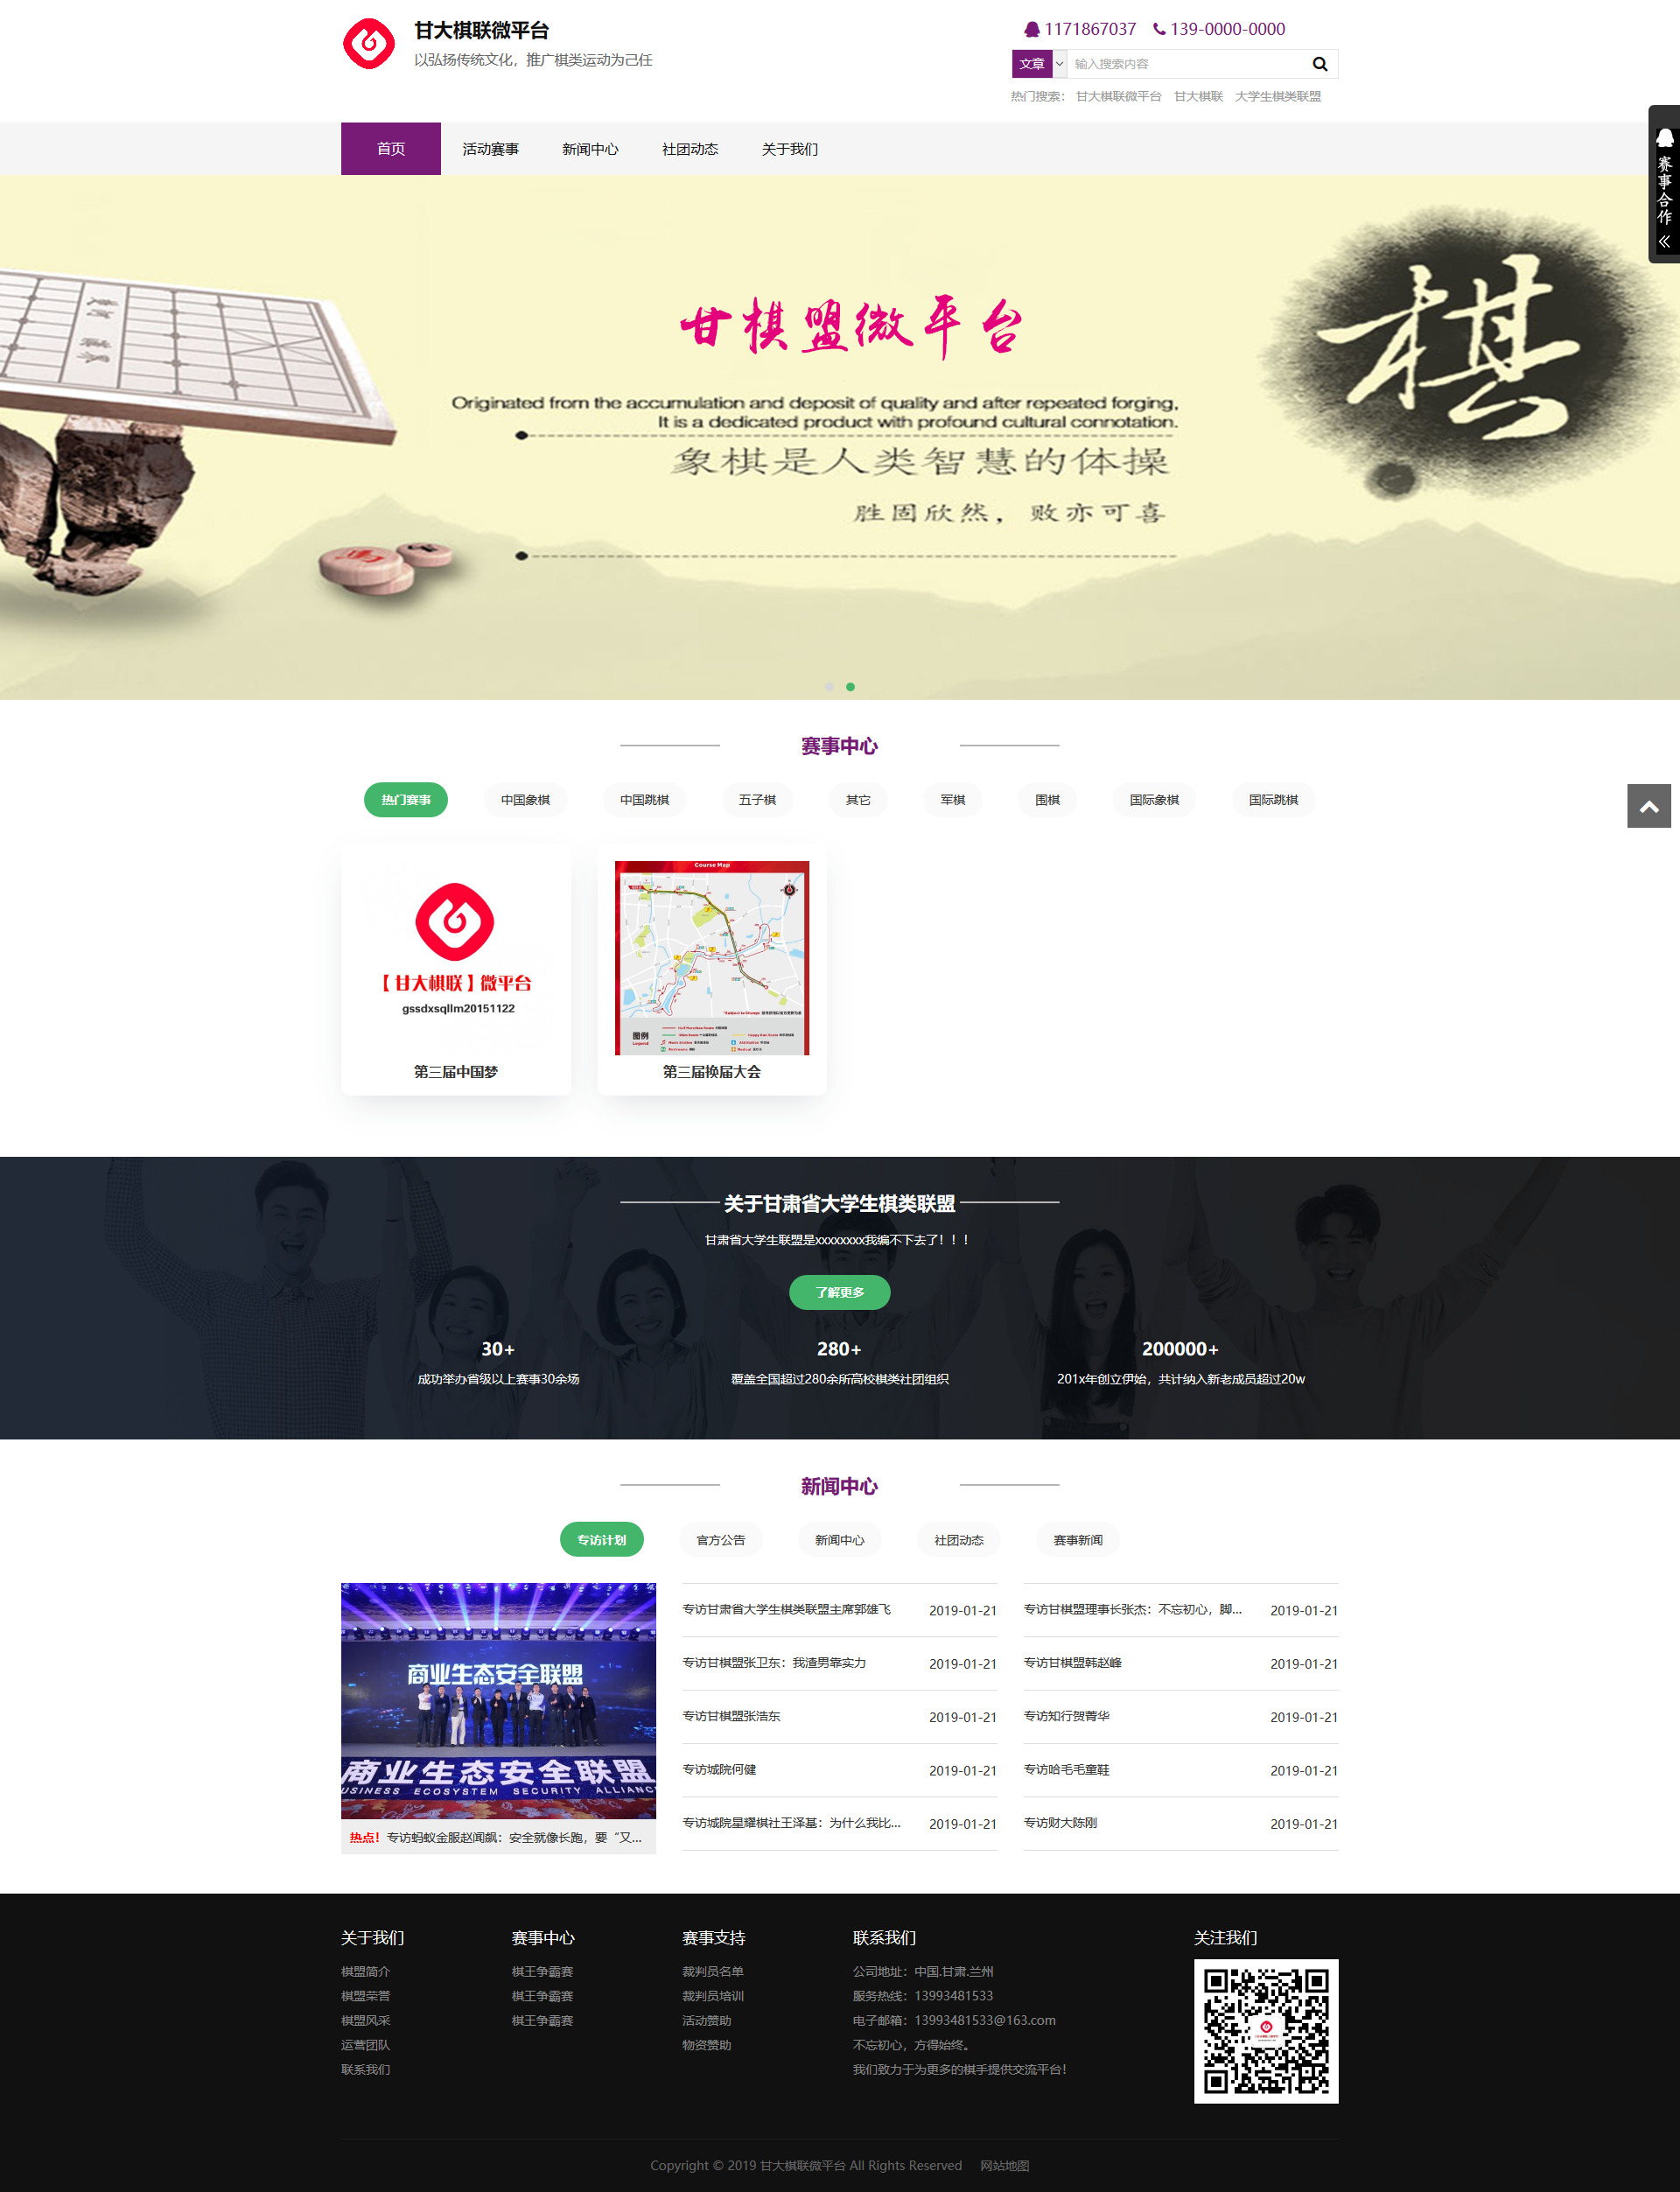 甘大棋联微平台
以弘扬传统文化，推广棋类运动为己任
1171867037 139-0000-0000
文章 输入搜索内容
热门搜索： 甘大棋联微平台 甘大棋联 大学生棋类联盟
首页 活动赛事 新闻中心 社团动态 关于我们
赛事合作
棋
甘棋盟微平台
Originated from the accumulation and deposit of quality and after repeated forging,
It is a dedicated product with profound cultural connotation.
象棋是人类智慧的体操
胜固欣然，败亦可喜
赛事中心
热门赛事 中国象棋 中国跳棋 五子棋 其它 军棋 围棋 国际象棋 国际跳棋
【甘大棋联】微平台
gssdxsqllm20151122
第三届中国梦
Course Map
图例
Legend
第三届换届大会
关于甘肃省大学生棋类联盟
甘肃省大学生联盟是xxxxxxxx我编不下去了！！！
了解更多
30+ 280+ 200000+
成功举办省级以上赛事30余场 覆盖全国超过280余所高校棋类社团组织 201x年创立伊始，共计纳入新老成员超过20w
新闻中心
专访计划 官方公告 新闻中心 社团动态 赛事新闻
商业生态安全联盟
商业生态安全联盟
BUSINESS ECOSYSTEM SECURITY ALLIANC
热点！专访蚂蚁金服赵闻飙：安全就像长跑，要“又...
专访甘肃省大学生棋类联盟主席郭雄飞 2019-01-21
专访甘棋盟张卫东：我渣男靠实力 2019-01-21
专访甘棋盟张浩东 2019-01-21
专访城院何健 2019-01-21
专访城院星耀棋社王泽基：为什么我比... 2019-01-21
专访甘棋盟理事长张杰：不忘初心，脚... 2019-01-21
专访甘棋盟韩赵峰 2019-01-21
专访知行贺菁华 2019-01-21
专访哈毛毛童鞋 2019-01-21
专访财大陈刚 2019-01-21
关于我们
棋盟简介
棋盟荣誉
棋盟风采
运营团队
联系我们
赛事中心
棋王争霸赛
棋王争霸赛
棋王争霸赛
赛事支持
裁判员名单
裁判员培训
活动赞助
物资赞助
联系我们
公司地址：中国.甘肃.兰州
服务热线：13993481533
电子邮箱：13993481533@163.com
不忘初心，方得始终。
我们致力于为更多的棋手提供交流平台！
关注我们
Copyright © 2019 甘大棋联微平台 All Rights Reserved 网站地图